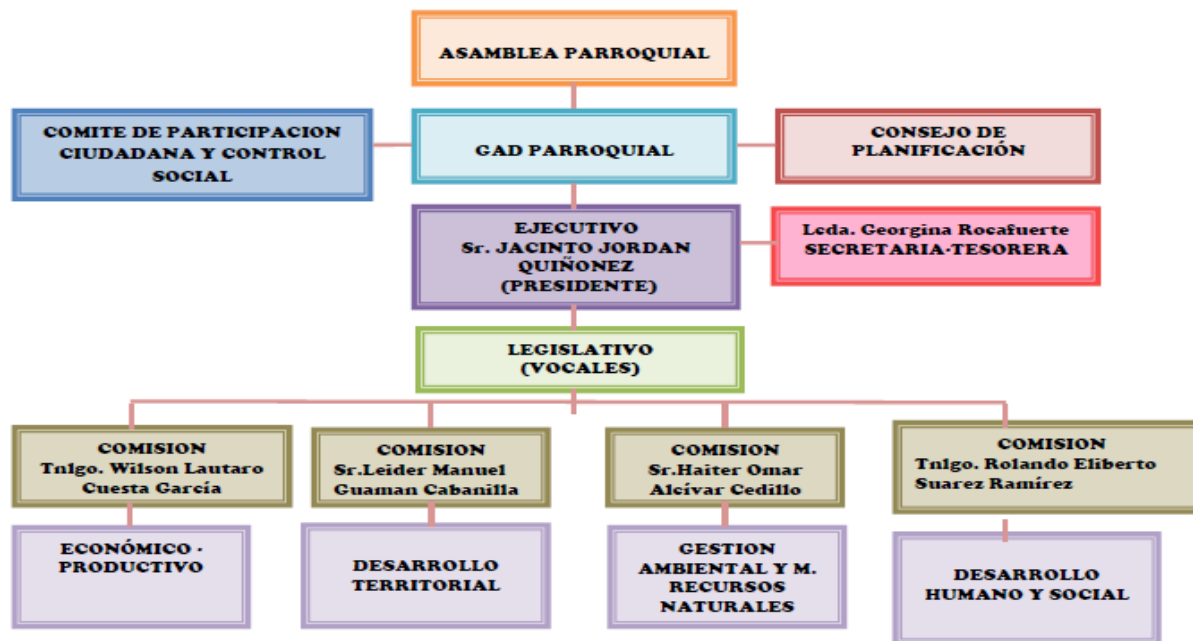 ASAMBLEA PARROQUIAL
COMITE DE PARTICIPACION
CIUDADANA Y CONTROL
SOCIAL
GAD PARROQUIAL
CONSEJO DE
PLANIFICACIÓN
EJECUTIVO
Sr. JACINTO JORDAN
QUIÑONEZ
(PRESIDENTE)
Lcda. Georgina Rocafuerte
SECRETARIA-TESORERA
LEGISLATIVO
(VOCALES)
COMISION
Tnlgo. Wilson Lautaro
Cuesta García
COMISION
Sr.Leider Manuel
Guaman Cabanilla
COMISION
Sr.Haiter Omar
Alcívar Cedillo
COMISION
Tnlgo. Rolando Eliberto
Suarez Ramírez
ECONÓMICO -
PRODUCTIVO
DESARROLLO
TERRITORIAL
GESTION
AMBIENTAL Y M.
RECURSOS
NATURALES
DESARROLLO
HUMANO Y SOCIAL